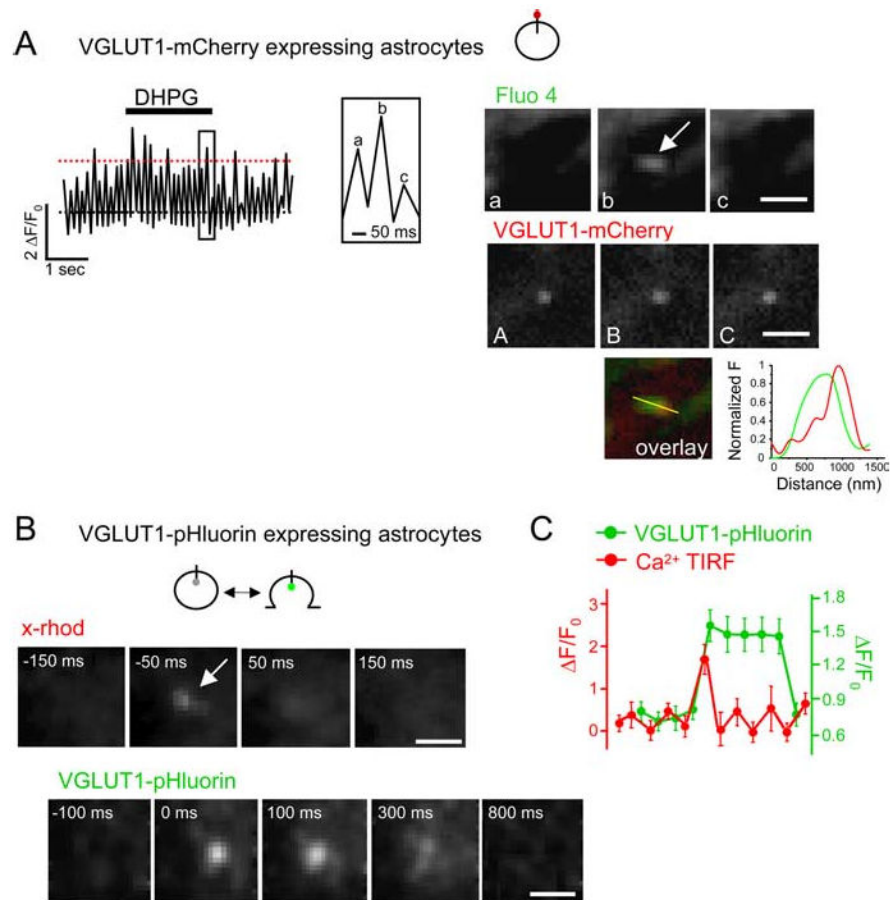 A
VGLUT1-mCherry expressing astrocytes
DHPG
2 ΔF/F0
1 sec
a
b
c
50 ms
Fluo 4
a
b
c
VGLUT1-mCherry
A
B
C
overlay
Normalized F
1
0.8
0.6
0.4
0.2
0
0
500
1000
1500
Distance (nm)
B
VGLUT1-pHluorin expressing astrocytes
x-rhod
-150 ms
-50 ms
50 ms
150 ms
VGLUT1-pHluorin
-100 ms
0 ms
100 ms
300 ms
800 ms
C
VGLUT1-pHluorin
Ca²⁺ TIRF
ΔF/F0
3
2
1
0
1.8
1.5
1.2
0.9
0.6
ΔF/F0